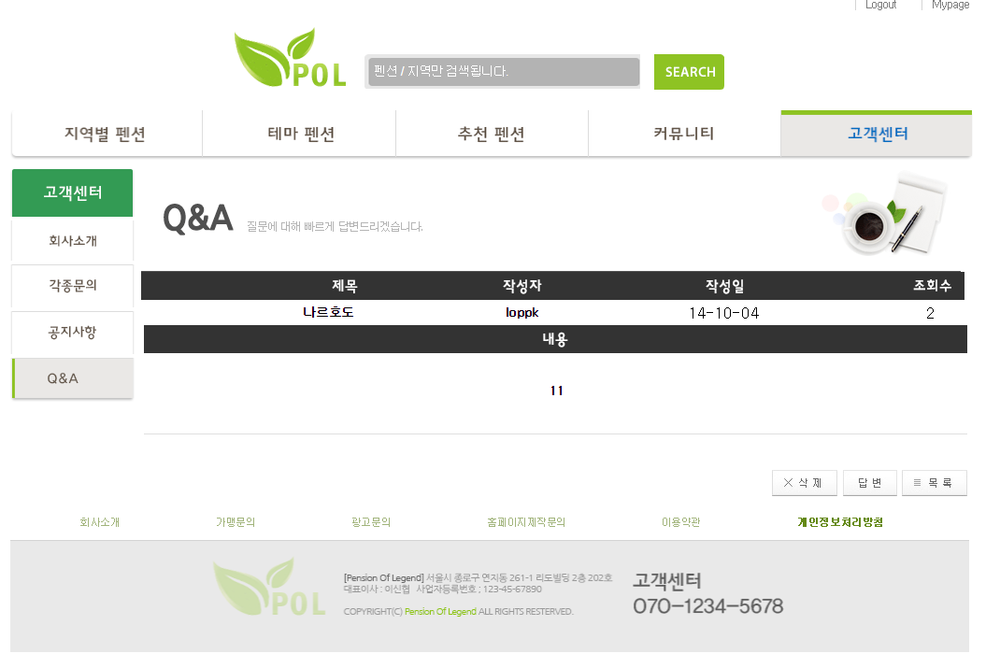 Logout Mypage
POL 펜션 / 지역만 검색됩니다. SEARCH
지역별 펜션 테마 펜션 추천 펜션 커뮤니티 고객센터
고객센터
회사소개
각종문의
공지사항
Q&A
Q&A 질문에 대해 빠르게 답변드리겠습니다.
제목 작성자 작성일 조회수
나르호도 loppk 14-10-04 2
내용
11
삭제 답변 목록
회사소개 가맹문의 광고문의 홈페이지제작문의 이용약관 개인정보처리방침
POL
[Pension Of Legend] 서울시 종로구 연지동 261-1 리도빌딩 2층 202호
대표이사 : 이신협 사업자등록번호 ; 123-45-67890
COPYRIGHT(C) Pension Of Legend ALL RIGHTS RESTERVED.
고객센터
070-1234-5678